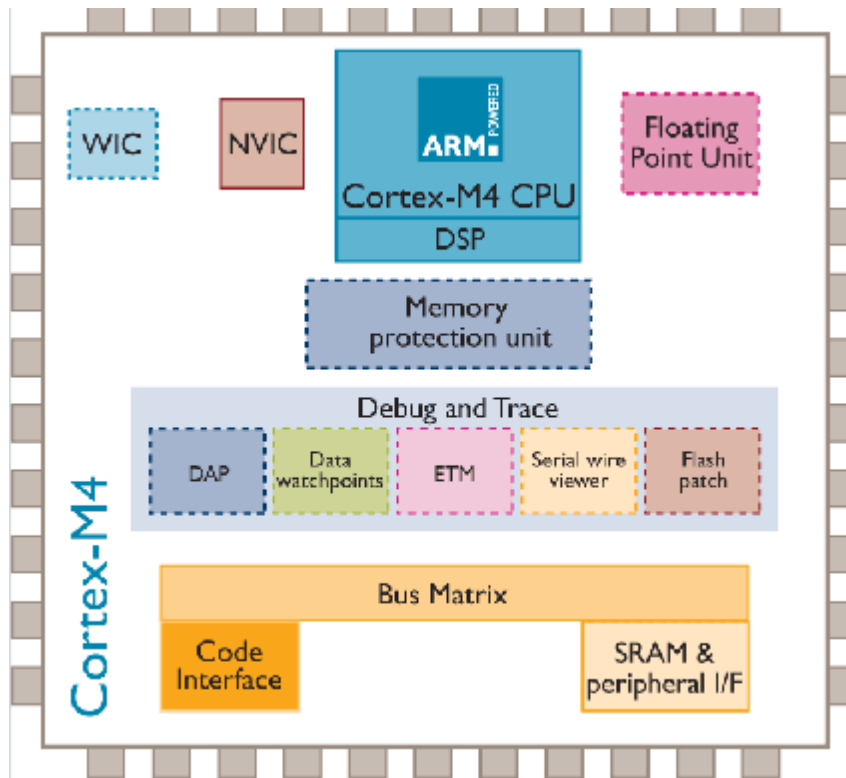 WIC
NVIC
ARM
POWERED
Cortex-M4 CPU
DSP
Floating
Point Unit
Memory
protection unit
Debug and Trace
DAP
Data
watchpoints
ETM
Serial wire
viewer
Flash
patch
Cortex-M4
Bus Matrix
Code
Interface
SRAM &
peripheral I/F